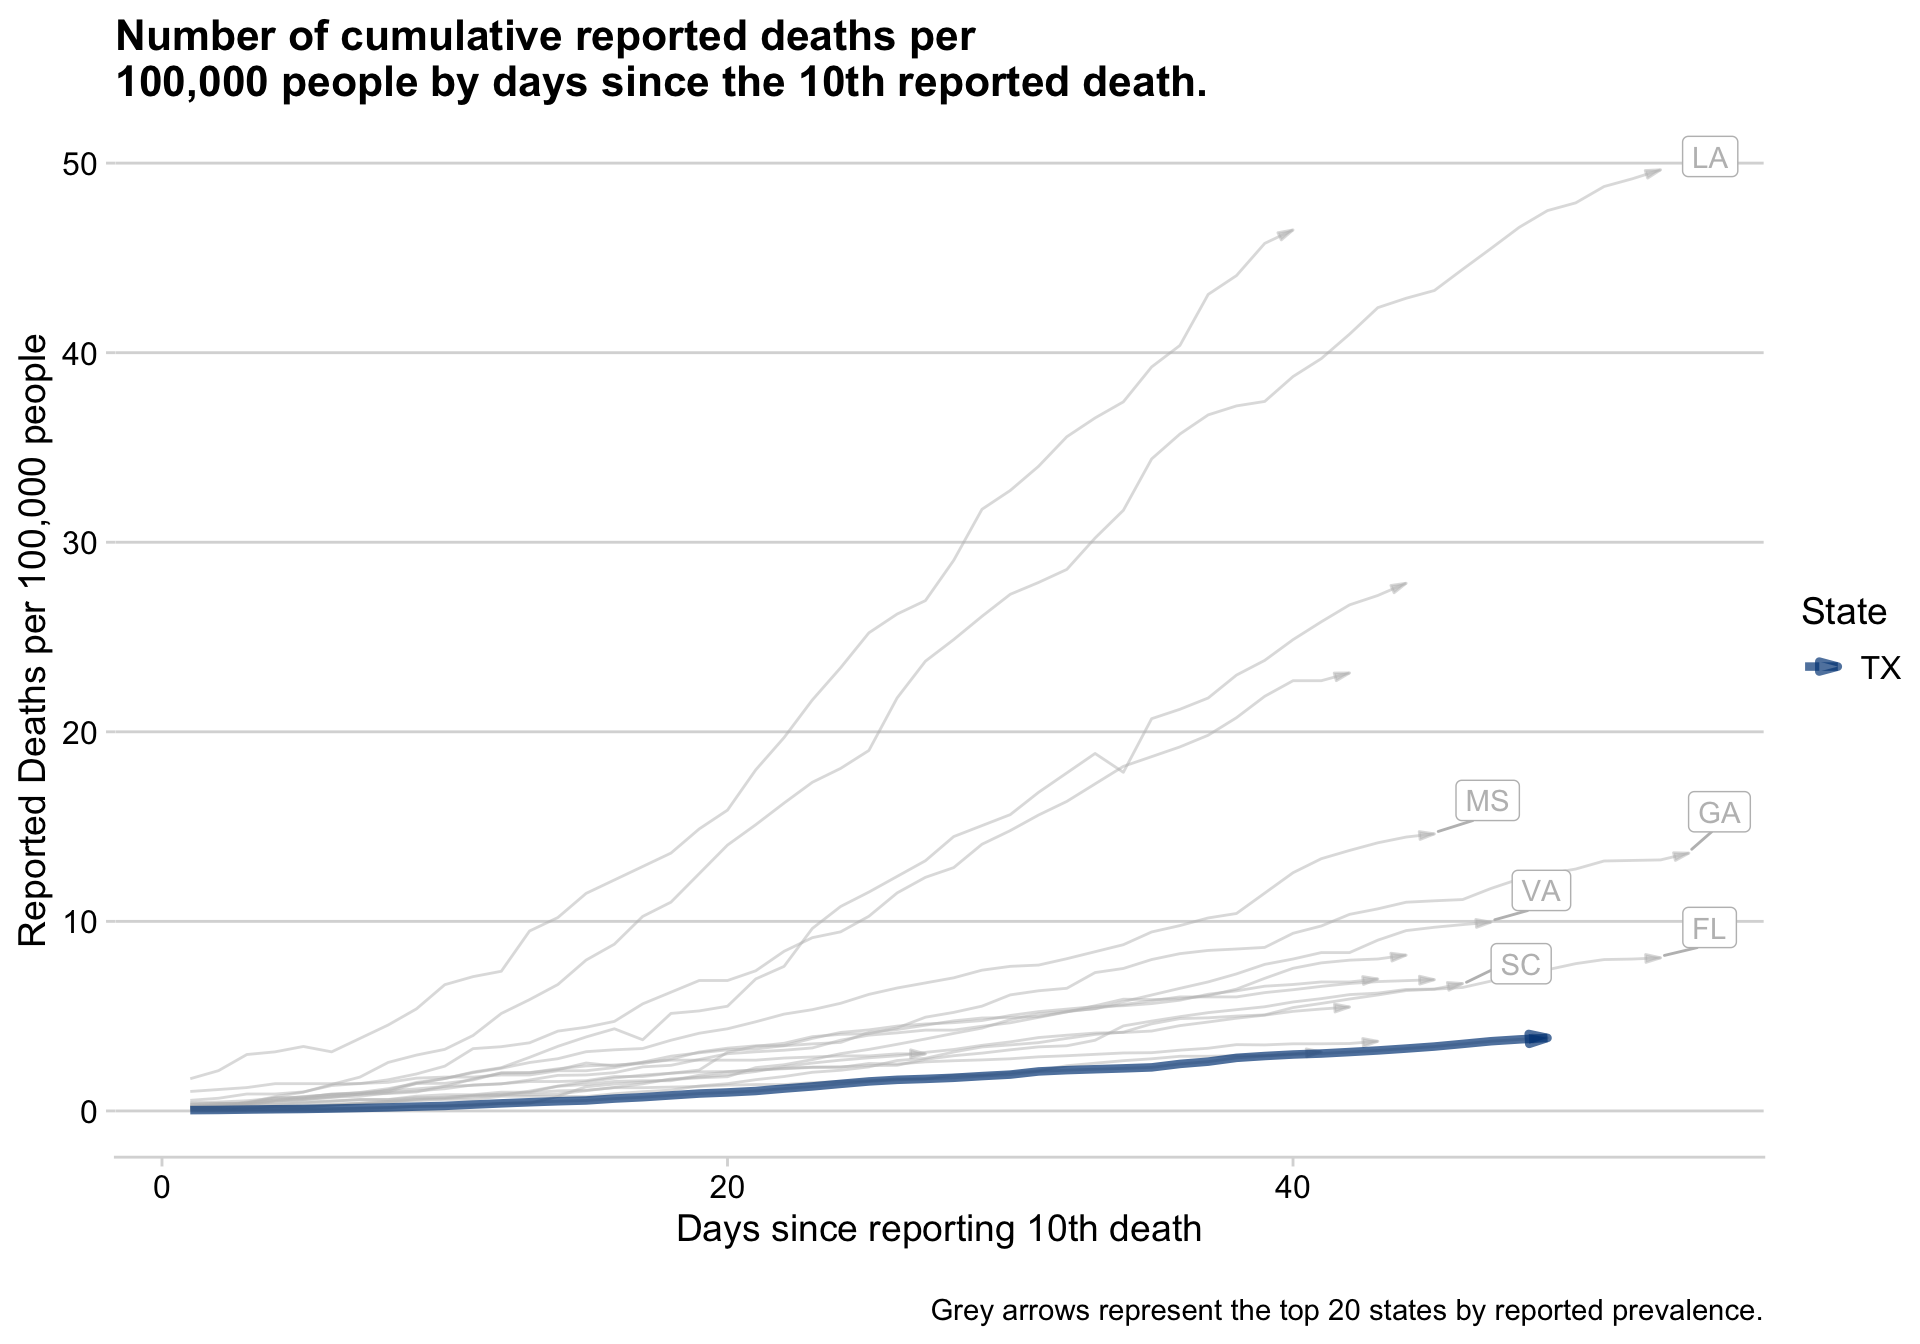 Number of cumulative reported deaths per
100,000 people by days since the 10th reported death.
Reported Deaths per 100,000 people
50
40
30
20
10
0
LA
MS
GA
VA
FL
SC
State
TX
0
20
40
Days since reporting 10th death
Grey arrows represent the top 20 states by reported prevalence.